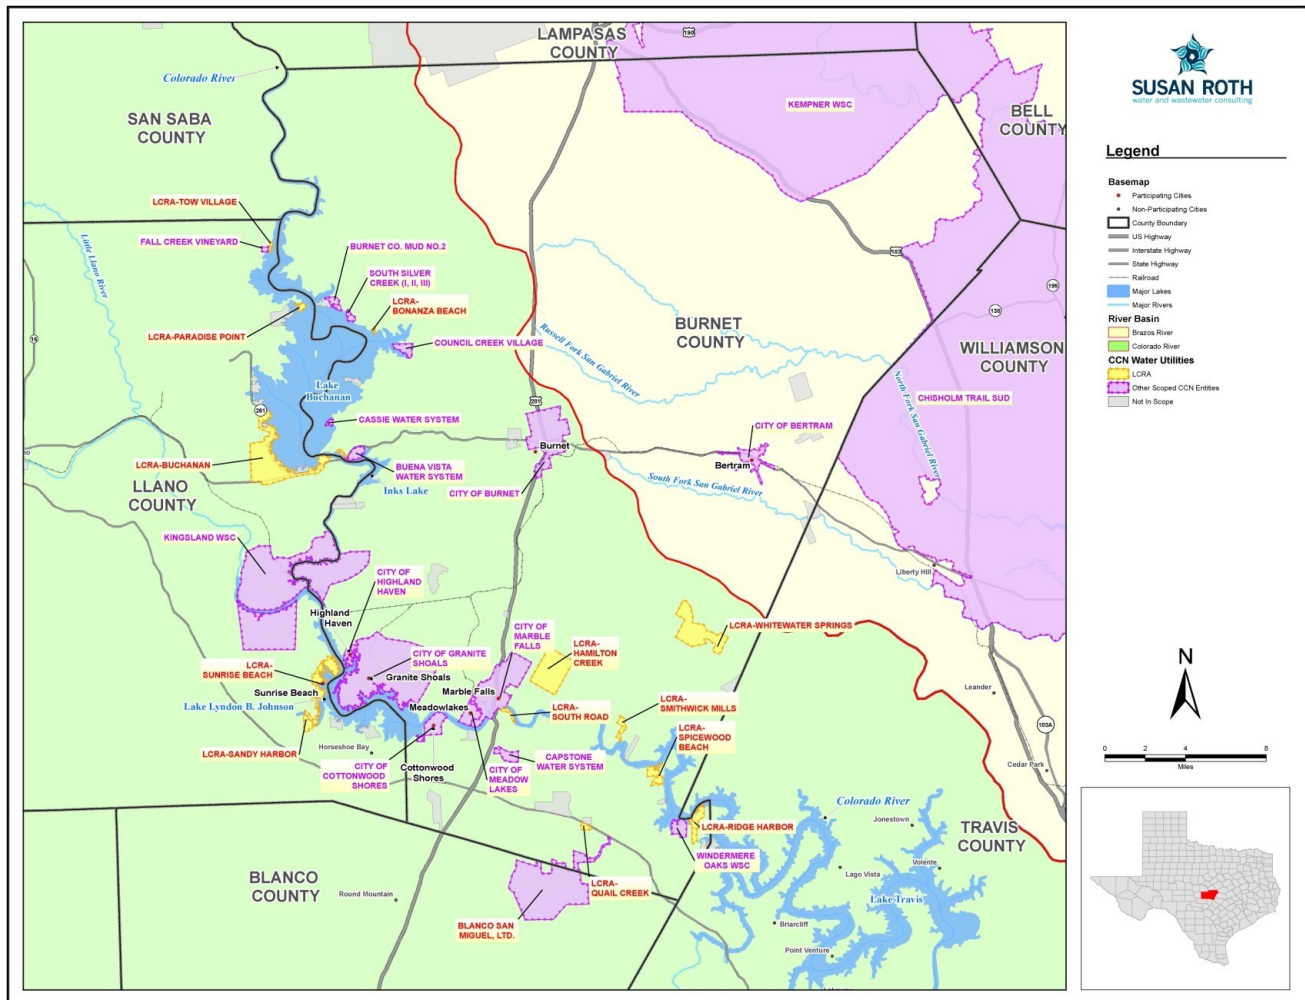 LAMPASAS
COUNTY
190
Colorado River
SAN SABA
COUNTY
KEMPNER WSC
BELL
COUNTY
LCRA-TOW VILLAGE
FALL CREEK VINEYARD
BURNET CO. MUD NO.2
SOUTH SILVER
CREEK (I, II, III)
LCRA-
BONANZA BEACH
LCRA-PARADISE POINT
COUNCIL CREEK VILLAGE
Little Llano River
183
195
138
16
BURNET
COUNTY
Russell Fork San Gabriel River
WILLIAMSON
COUNTY
North Fork San Gabriel River
CHISHOLM TRAIL SUD
Lake
Buchanan
261
281
CASSIE WATER SYSTEM
CITY OF BERTRAM
Burnet
Bertram
LCRA-BUCHANAN
BUENA VISTA
WATER SYSTEM
Inks Lake
CITY OF BURNET
South Fork San Gabriel River
LLANO
COUNTY
KINGSLAND WSC
CITY OF
HIGHLAND
HAVEN
Liberty Hill
Highland
Haven
CITY OF
MARBLE
FALLS
LCRA-
HAMILTON
CREEK
LCRA-WHITEWATER SPRINGS
LCRA-
SUNRISE BEACH
CITY OF GRANITE
SHOALS
Granite Shoals
Sunrise Beach
Marble Falls
Meadowlakes
Lake Lyndon B. Johnson
LCRA-
SOUTH ROAD
LCRA-
SMITHWICK MILLS
LCRA-
SPICEWOOD
BEACH
Leander
183A
LCRA-SANDY HARBOR
Horseshoe Bay
CITY OF
COTTONWOOD
SHORES
Cottonwood
Shores
CITY OF
MEADOW
LAKES
CAPSTONE
WATER SYSTEM
Cedar Park
Colorado River
Jonestown
TRAVIS
COUNTY
LCRA-RIDGE HARBOR
WINDERMERE
OAKS WSC
Lago Vista
Volente
BLANCO
COUNTY
Round Mountain
LCRA-
QUAIL CREEK
Lake Travis
BLANCO SAN
MIGUEL, LTD.
Briarcliff
Point Venture
SUSAN ROTH
water and wastewater consulting
Legend
Basemap
Participating Cities
Non-Participating Cities
County Boundary
US Highway
Interstate Highway
State Highway
Railroad
Major Lakes
Major Rivers
River Basin
Brazos River
Colorado River
CCN Water Utilities
LCRA
Other Scoped CCN Entities
Not In Scope
N
0 2 4 8
Miles